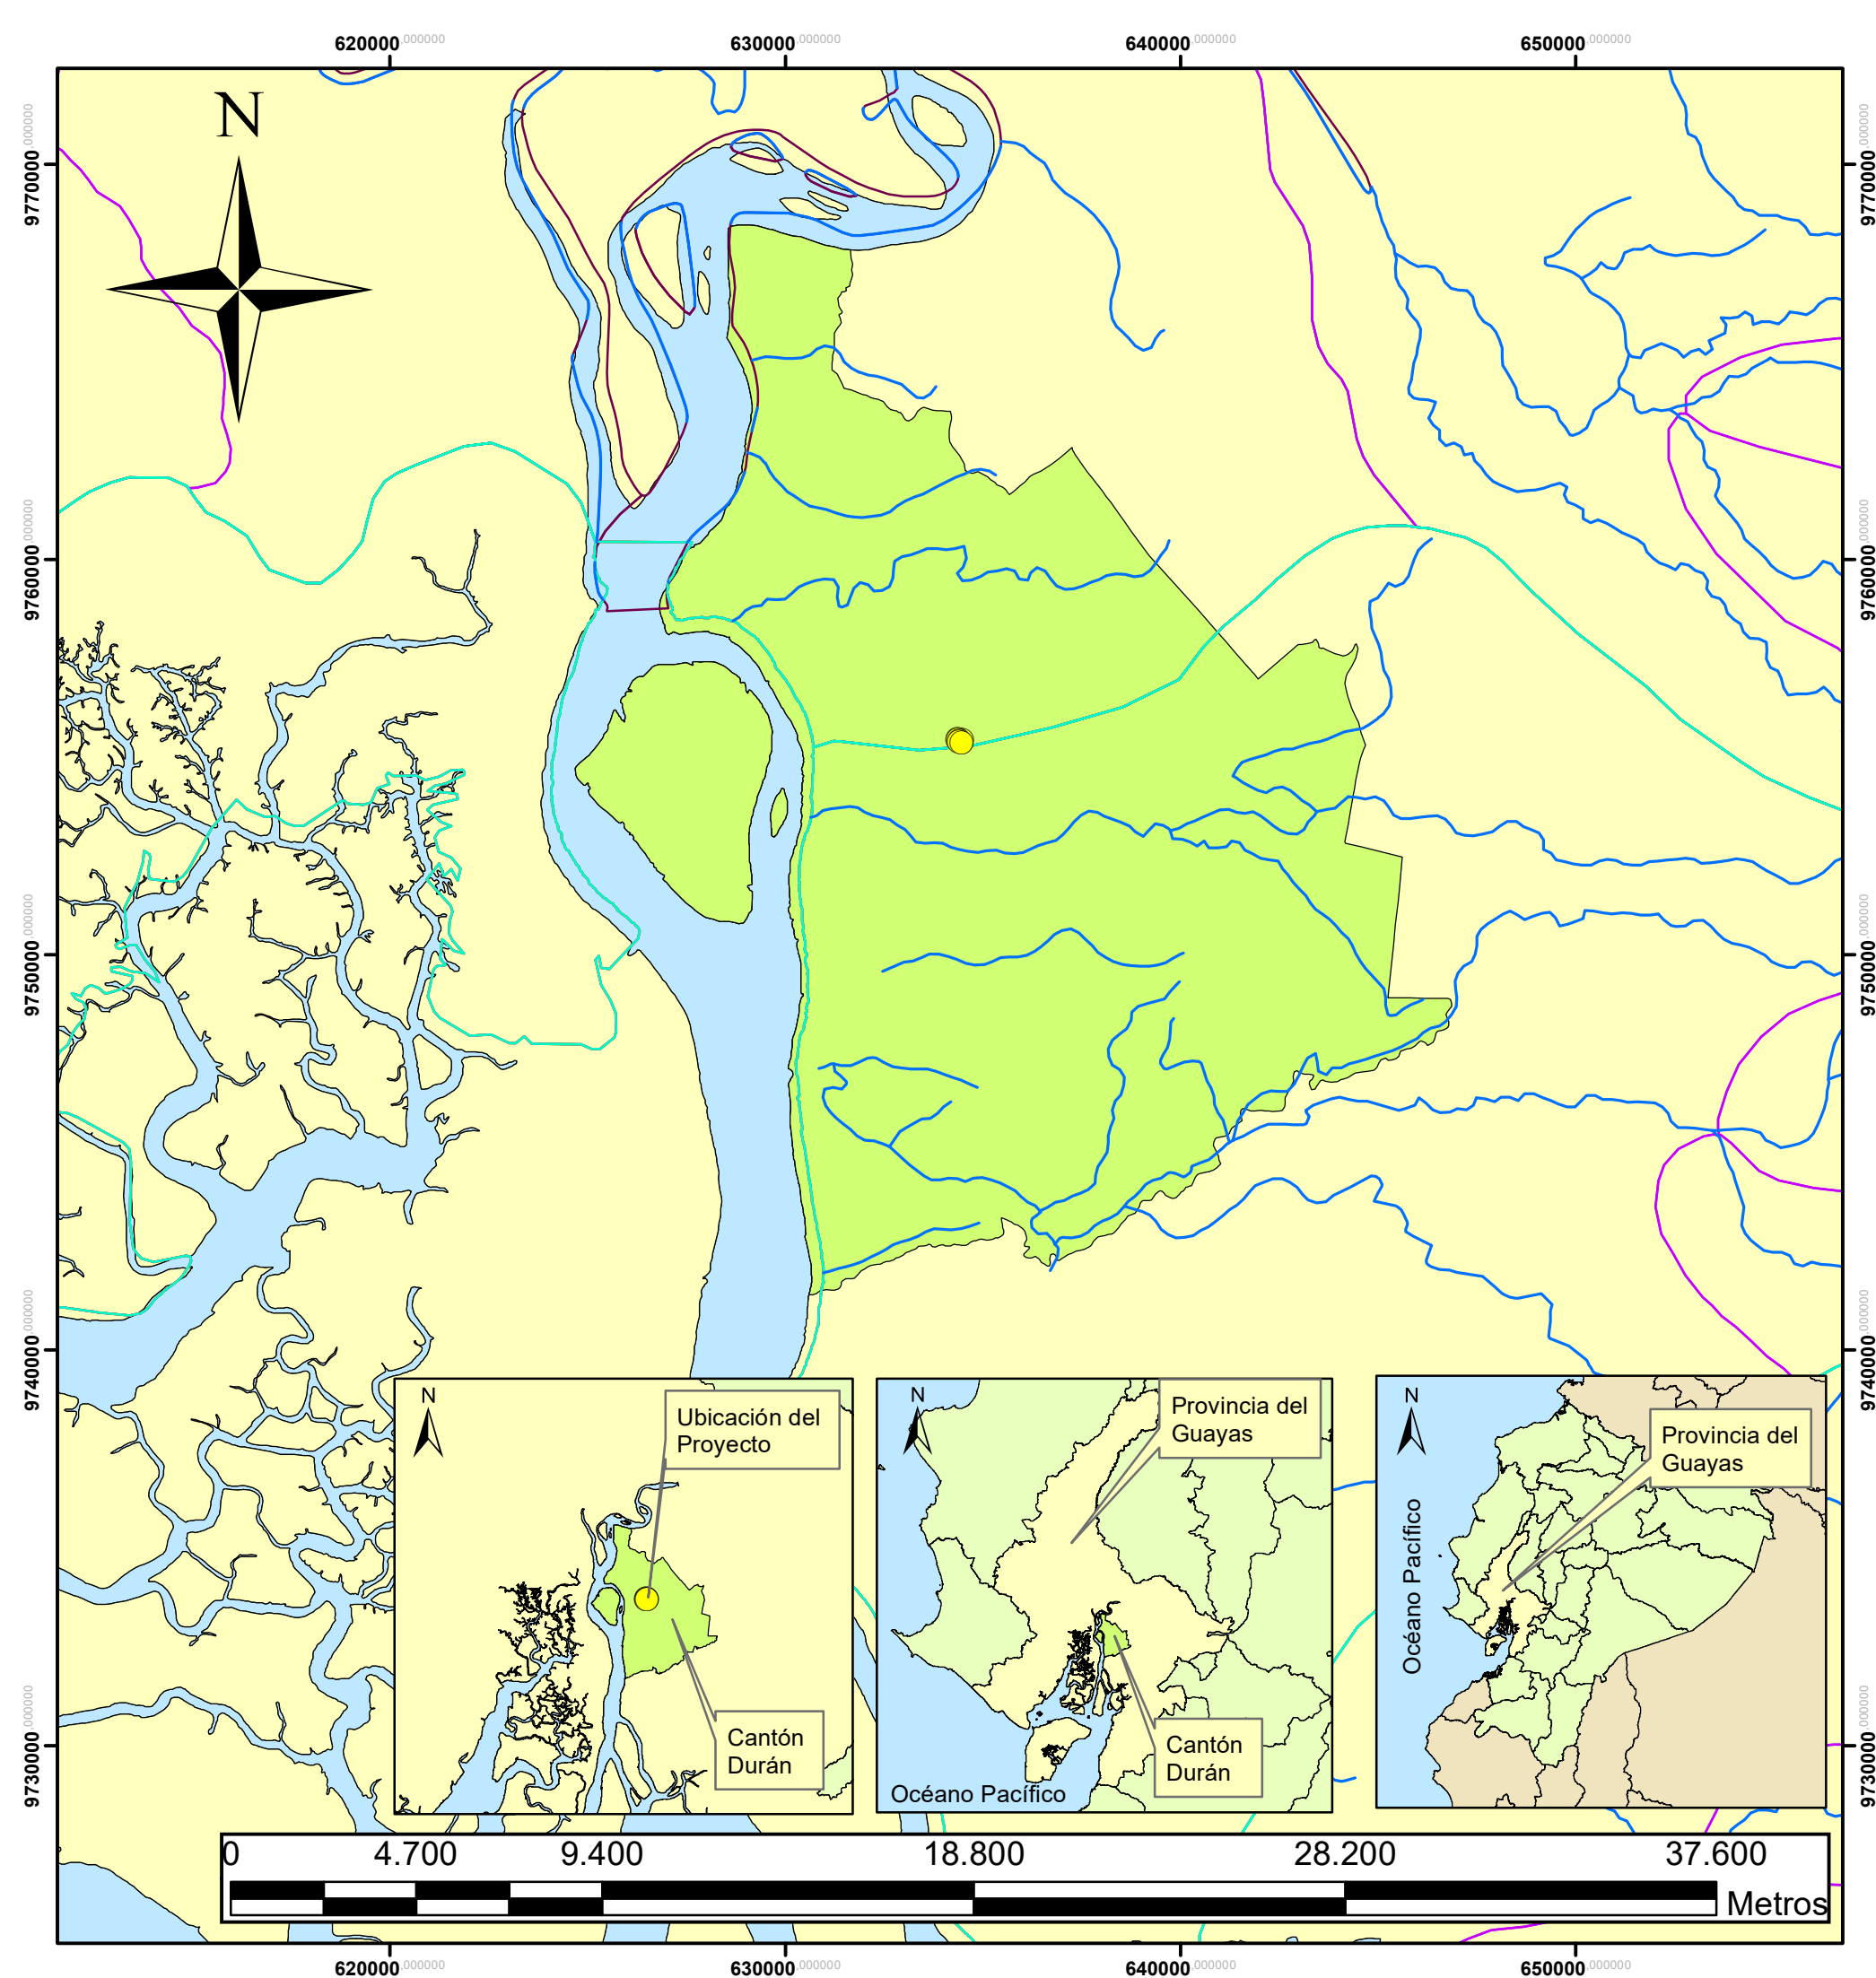 620000,000000 630000,000000 640000,000000 650000,000000
N
9770000,000000 9770000,000000
9760000,000000 9760000,000000
9750000,000000 9750000,000000
9740000,000000 9740000,000000
9730000,000000 9730000,000000
N
Ubicación del
Proyecto
Cantón
Durán
N
Provincia del
Guayas
Cantón
Durán
Océano Pacífico
N
Provincia del
Guayas
Océano Pacífico
0 4.700 9.400 18.800 28.200 37.600
Metros
620000,000000 630000,000000 640000,000000 650000,000000